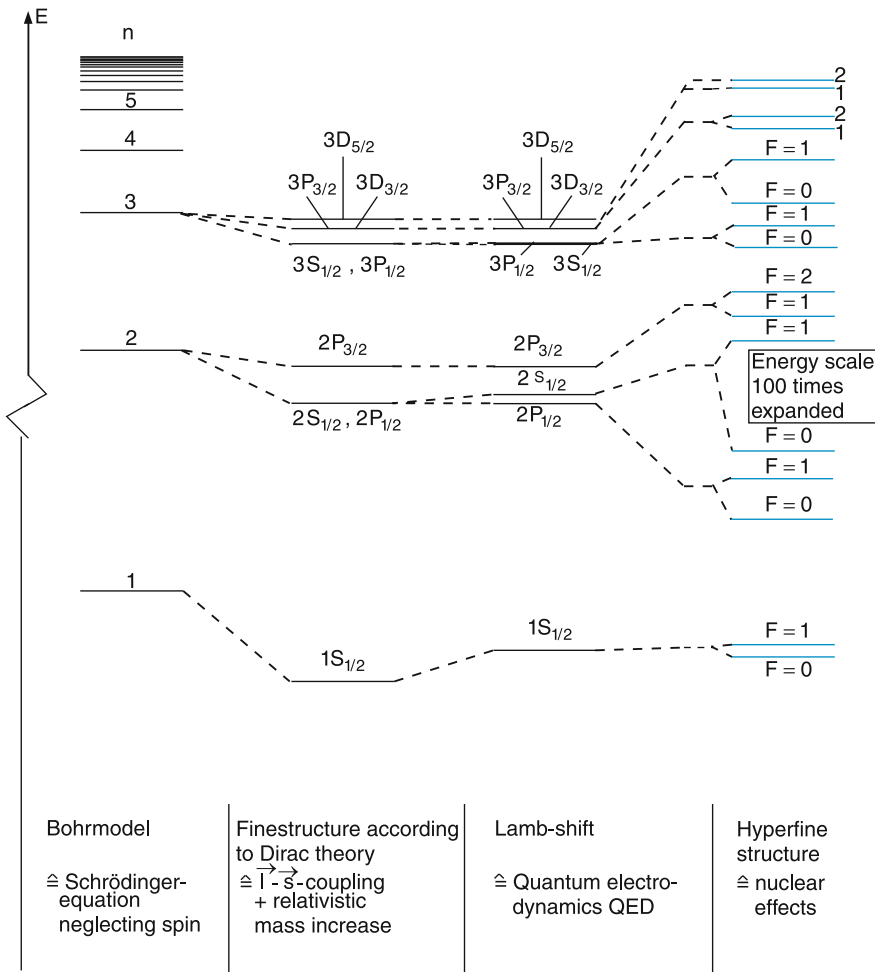 E
n
5
4
3
2
1
3D5/2
3P3/2 3D3/2
3S1/2 , 3P1/2
2P3/2
2S1/2 , 2P1/2
1S1/2
3D5/2
3P3/2 3D3/2
3P1/2 3S1/2
2P3/2
2 S1/2
2P1/2
1S1/2
2
1
2
1
F = 1
F = 0
F = 1
F = 0
F = 2
F = 1
F = 1
Energy scale
100 times
expanded
F = 0
F = 1
F = 0
F = 1
F = 0
Bohrmodel
≙ Schrödinger-
equation
neglecting spin
Finestructure according
to Dirac theory
≙ l⃗ - s⃗ -coupling
+ relativistic
mass increase
Lamb-shift
≙ Quantum electro-
dynamics QED
Hyperfine
structure
≙ nuclear
effects